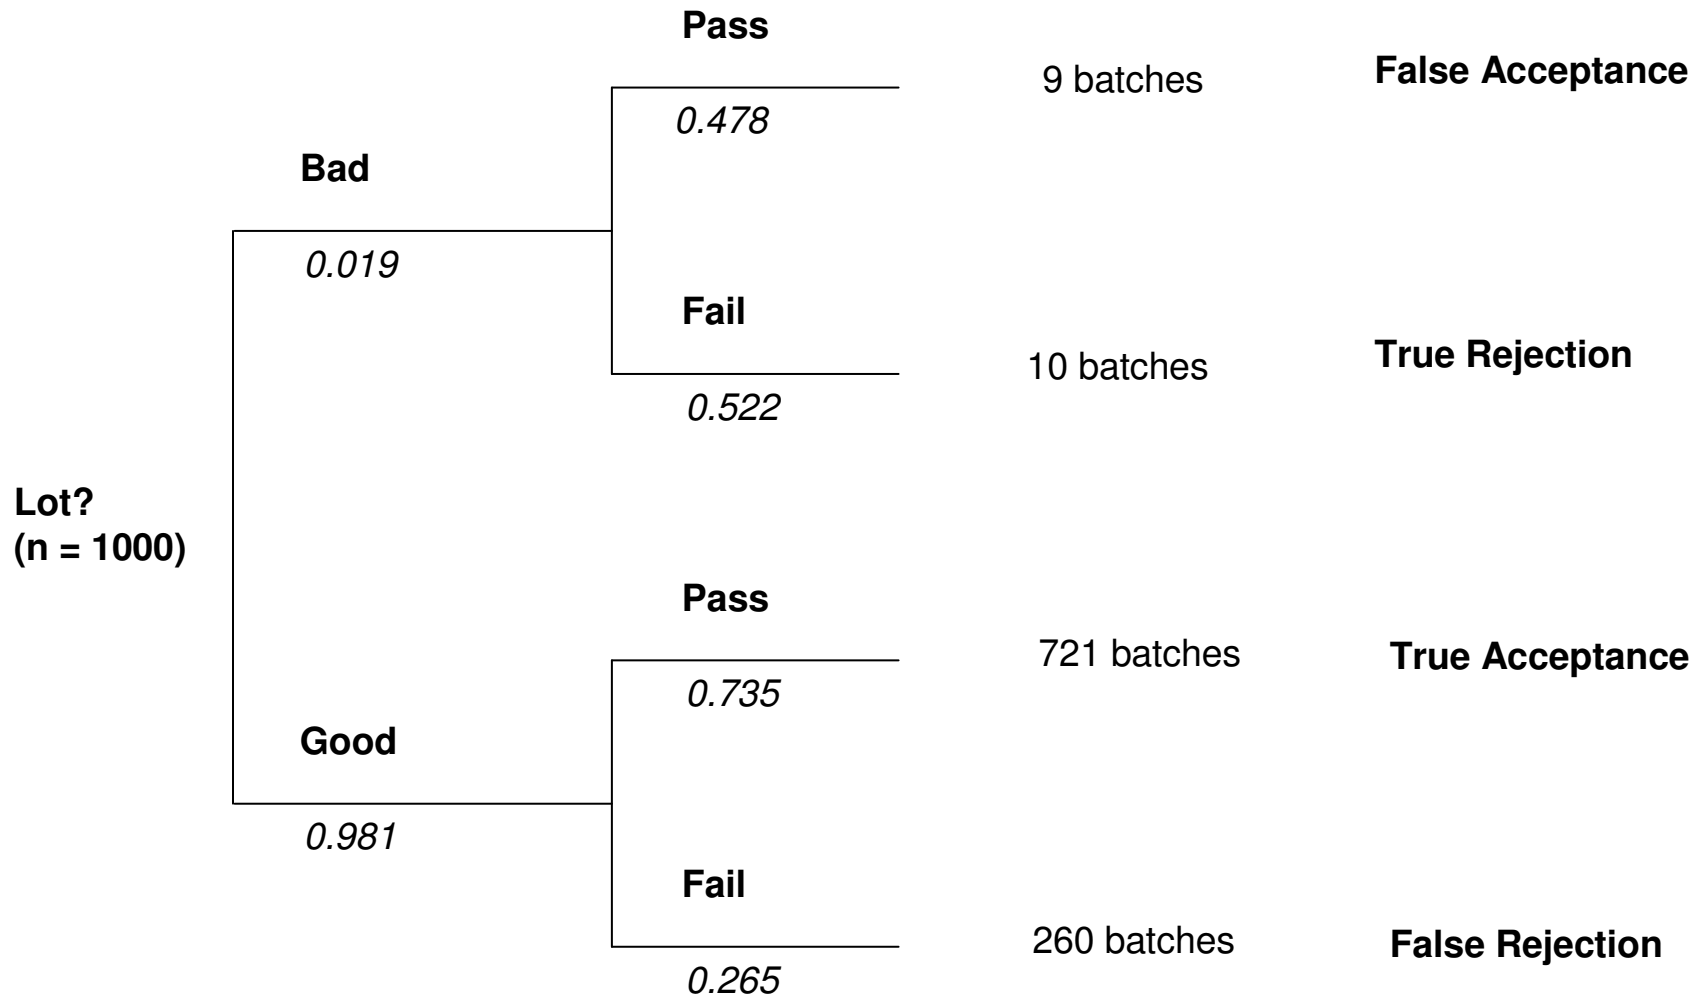 Pass
9 batches
False Acceptance
0.478
Bad
0.019
Fail
10 batches
True Rejection
0.522
Lot?
(n = 1000)
Pass
721 batches
True Acceptance
0.735
Good
0.981
Fail
260 batches
False Rejection
0.265